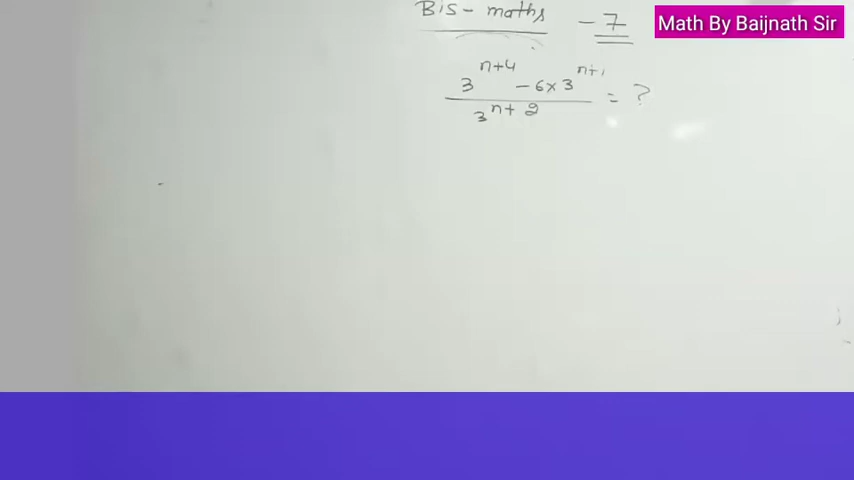 BIS - maths - 7
Math By Baijnath Sir
3^{n+4} - 6 × 3^{n+1}
= ?
3^{n+2}